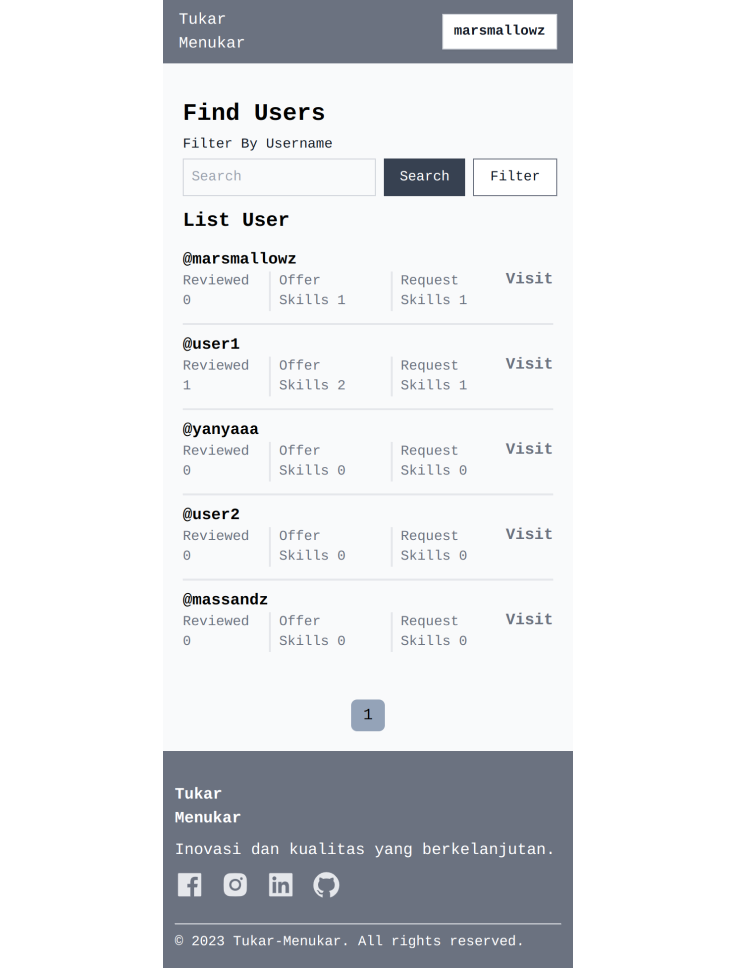 Tukar
Menukar
marsmallowz
Find Users
Filter By Username
Search
Search
Filter
List User
@marsmallowz
Reviewed
0
Offer
Skills 1
Request
Skills 1
Visit
@user1
Reviewed
1
Offer
Skills 2
Request
Skills 1
Visit
@yanyaaa
Reviewed
0
Offer
Skills 0
Request
Skills 0
Visit
@user2
Reviewed
0
Offer
Skills 0
Request
Skills 0
Visit
@massandz
Reviewed
0
Offer
Skills 0
Request
Skills 0
Visit
1
Tukar
Menukar
Inovasi dan kualitas yang berkelanjutan.
© 2023 Tukar-Menukar. All rights reserved.